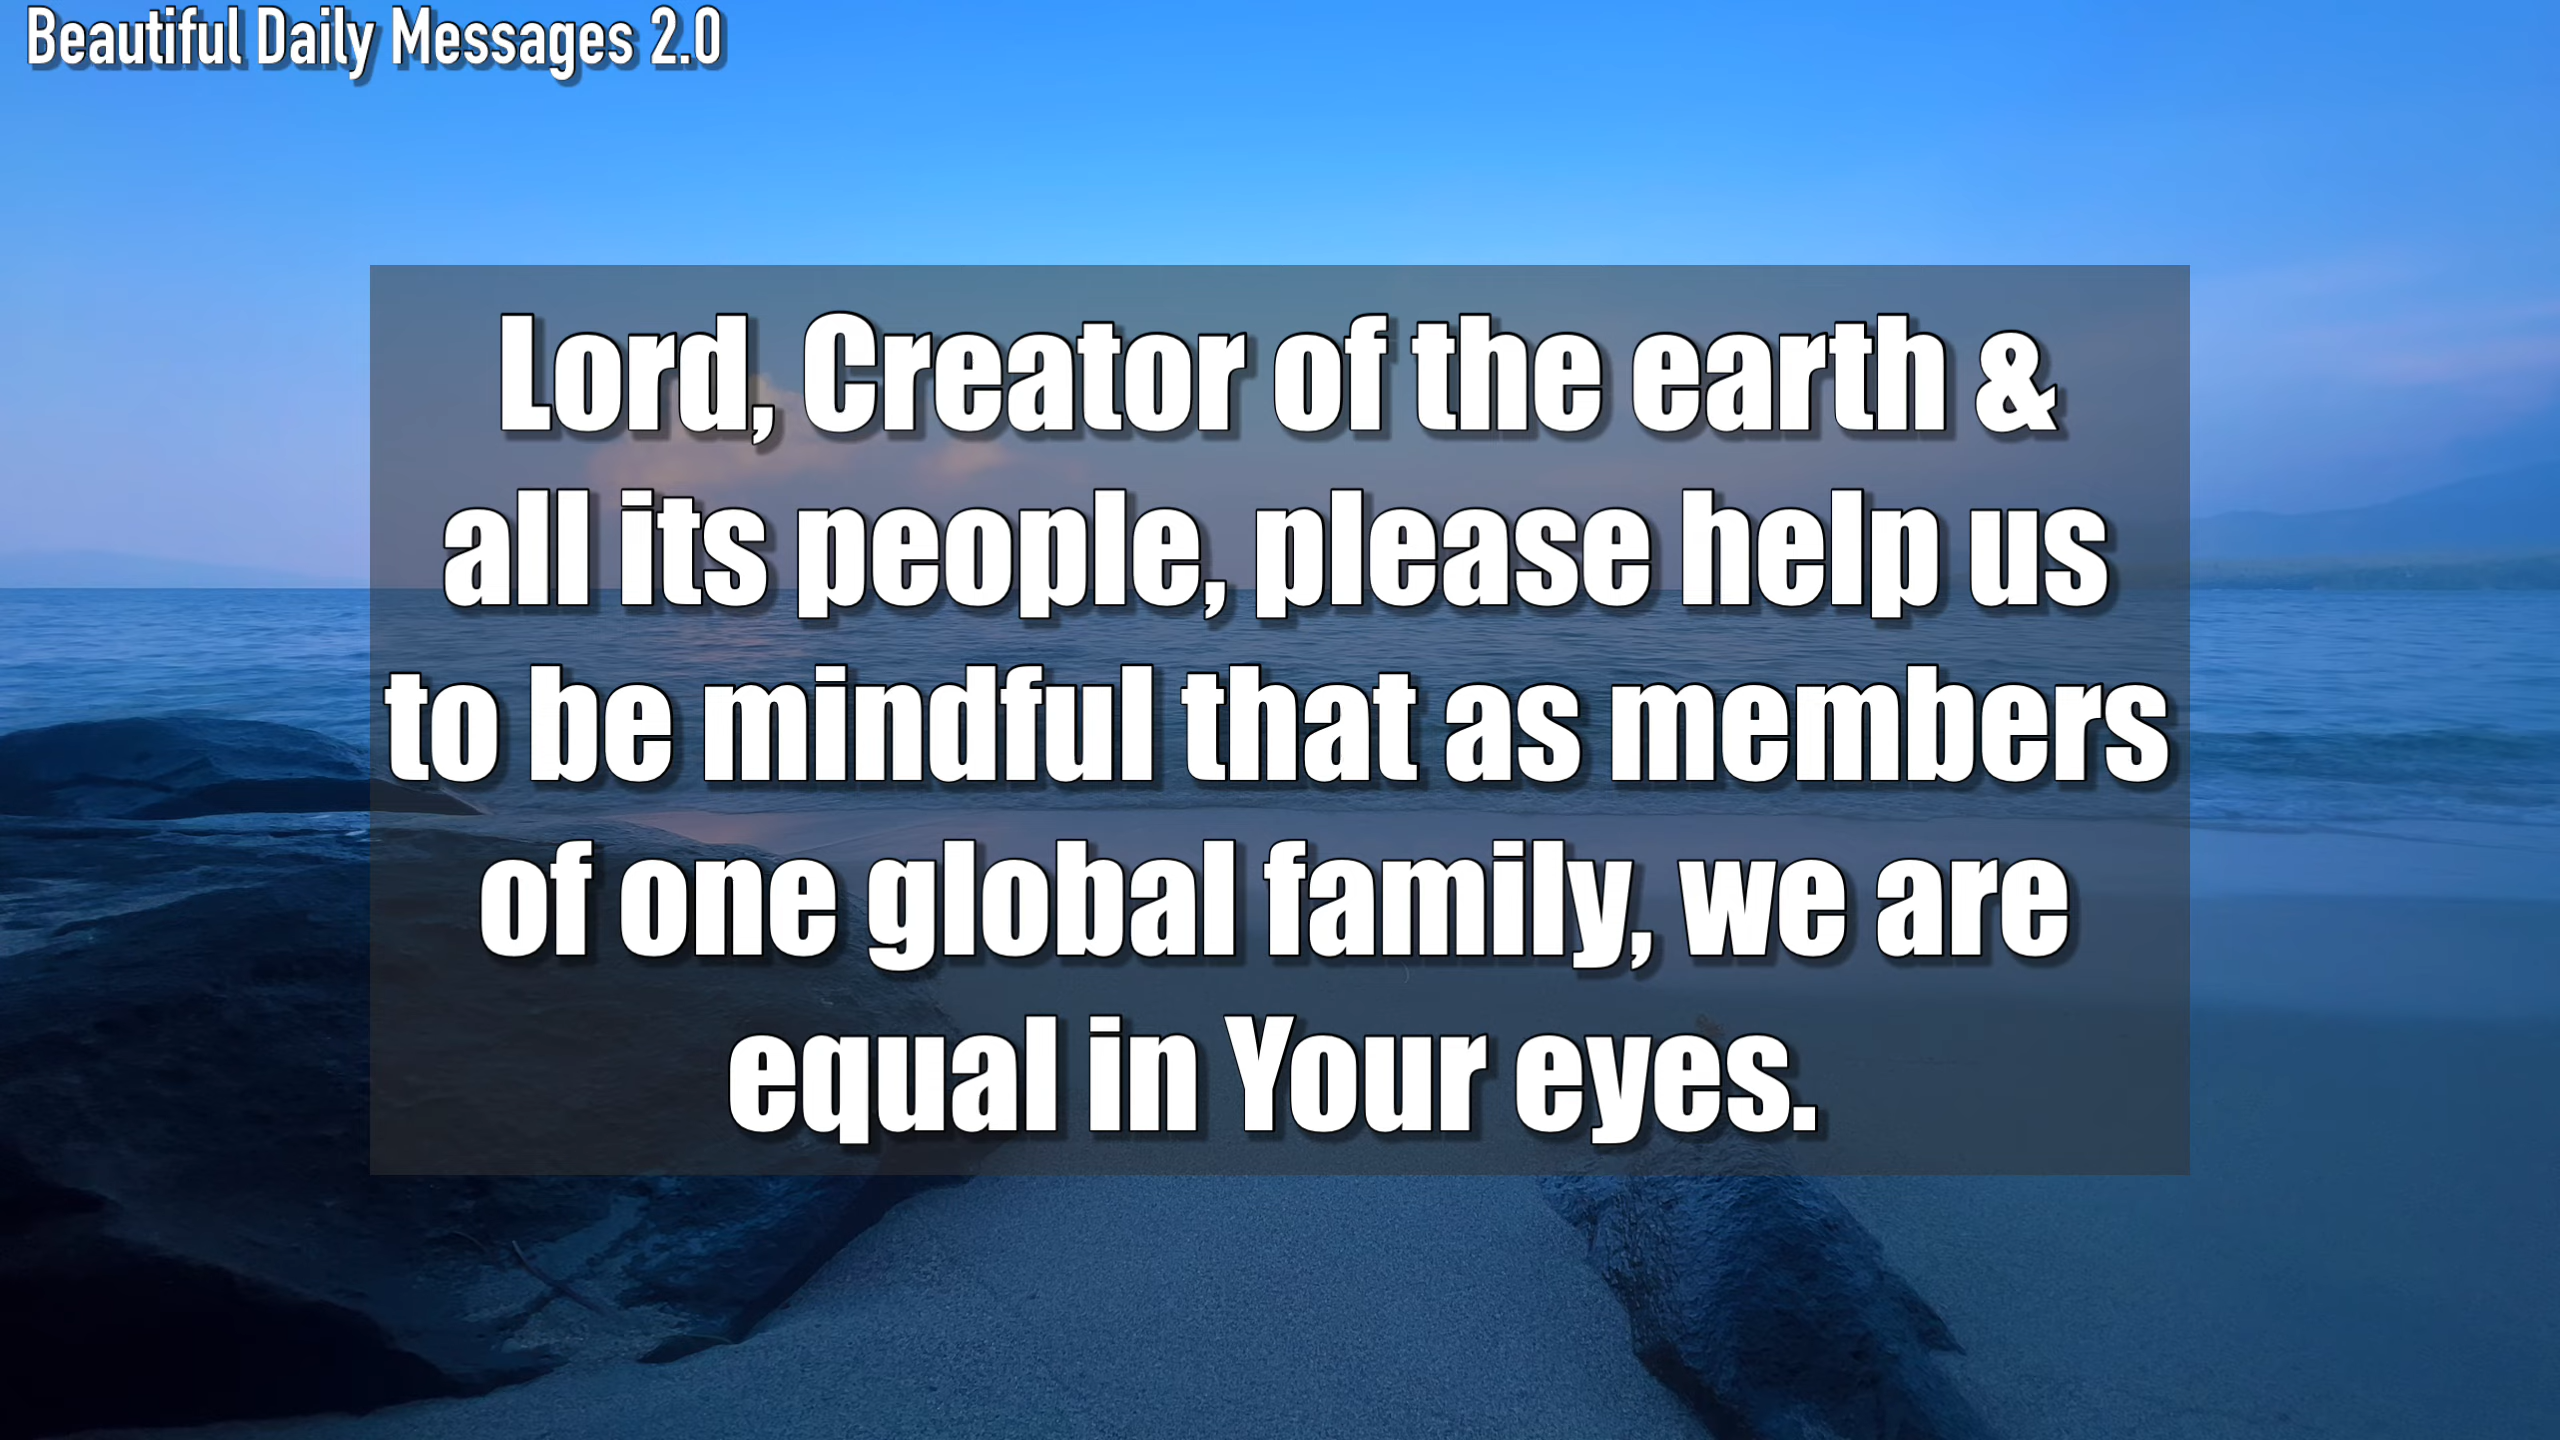 Beautiful Daily Messages 2.0
Lord, Creator of the earth &
all its people, please help us
to be mindful that as members
of one global family, we are
equal in Your eyes.